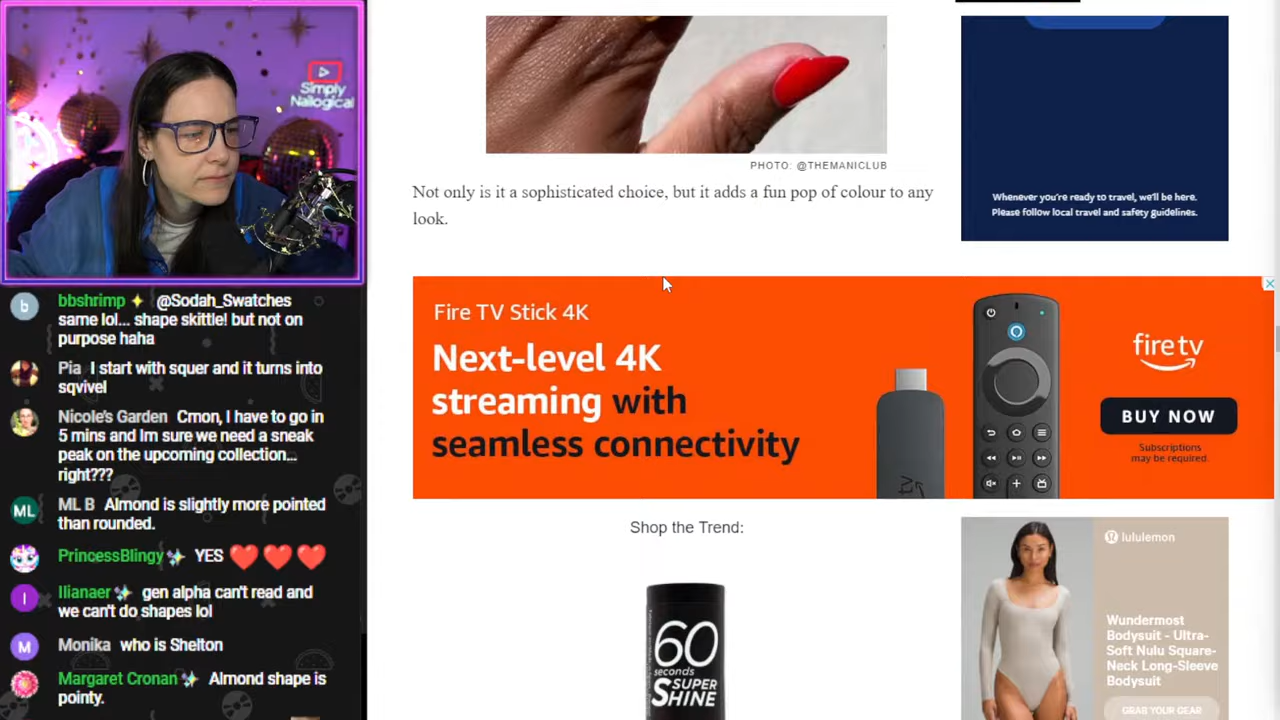 Simply
Nailogical
bbshrimp @Sodah_Swatches
same lol... shape skittle! but not on
purpose haha
Pia I start with squer and it turns into
sqvivel
Nicole's Garden Cmon, I have to go in
5 mins and Im sure we need a sneak
peak on the upcoming collection...
right???
ML B Almond is slightly more pointed
than rounded.
PrincessBlingy YES
Ilianaer gen alpha can't read and
we can't do shapes lol
Monika who is Shelton
Margaret Cronan Almond shape is
pointy.
b
ML
I
M
PHOTO: @THEMANICLUB
Not only is it a sophisticated choice, but it adds a fun pop of colour to any
look.
Whenever you're ready to travel, we'll be here.
Please follow local travel and safety guidelines.
Fire TV Stick 4K
Next-level 4K
streaming with
seamless connectivity
tv
fire tv
BUY NOW
Subscriptions
may be required.
Shop the Trend:
60
seconds
SUPER
SHINE
lululemon
Wundermost
Bodysuit - Ultra-
Soft Nulu Square-
Neck Long-Sleeve
Bodysuit
GRAB YOUR GEAR